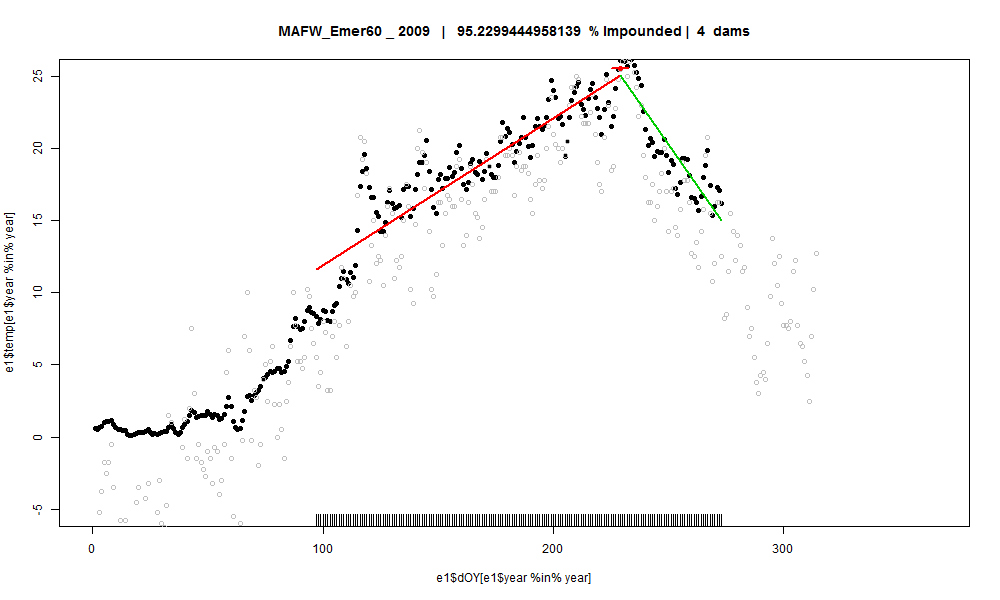 MAFW_Emer60 _ 2009 | 95.2299444958139 % Impounded | 4 dams
e1$temp[e1$year %in% year]
25
20
15
10
5
0
-5
0 100 200 300
e1$dOY[e1$year %in% year]